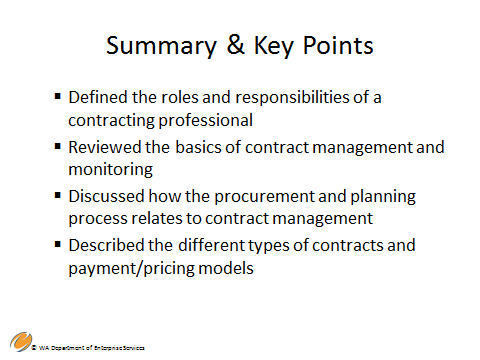 Summary & Key Points
▪ Defined the roles and responsibilities of a
contracting professional
▪ Reviewed the basics of contract management and
monitoring
▪ Discussed how the procurement and planning
process relates to contract management
▪ Described the different types of contracts and
payment/pricing models
© WA Department of Enterprise Services